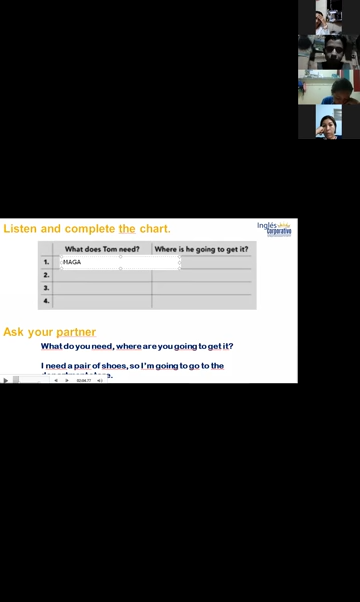 Listen and complete the chart.
Inglés
corporativo
What does Tom need? Where is he going to get it?
1. MAGA
2.
3.
4.
Ask your partner
What do you need, where are you going to get it?
I need a pair of shoes, so I'm going to go to the
department store.